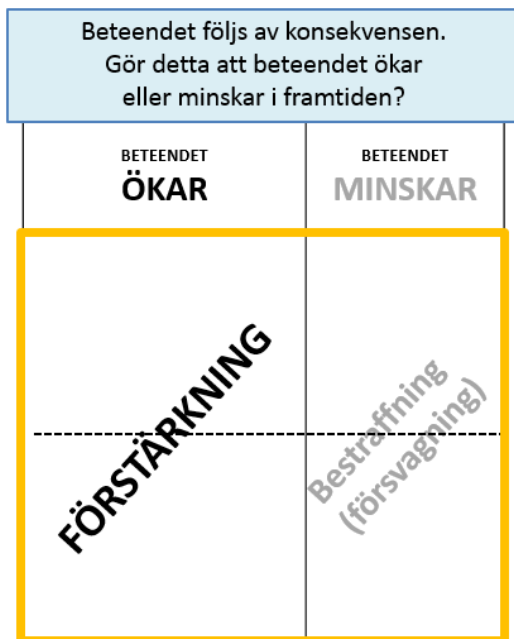 Beteendet följs av konsekvensen.
Gör detta att beteendet ökar
eller minskar i framtiden?
BETEENDET
ÖKAR
BETEENDET
MINSKAR
FÖRSTÄRKNING
Bestraffning
(försvagning)